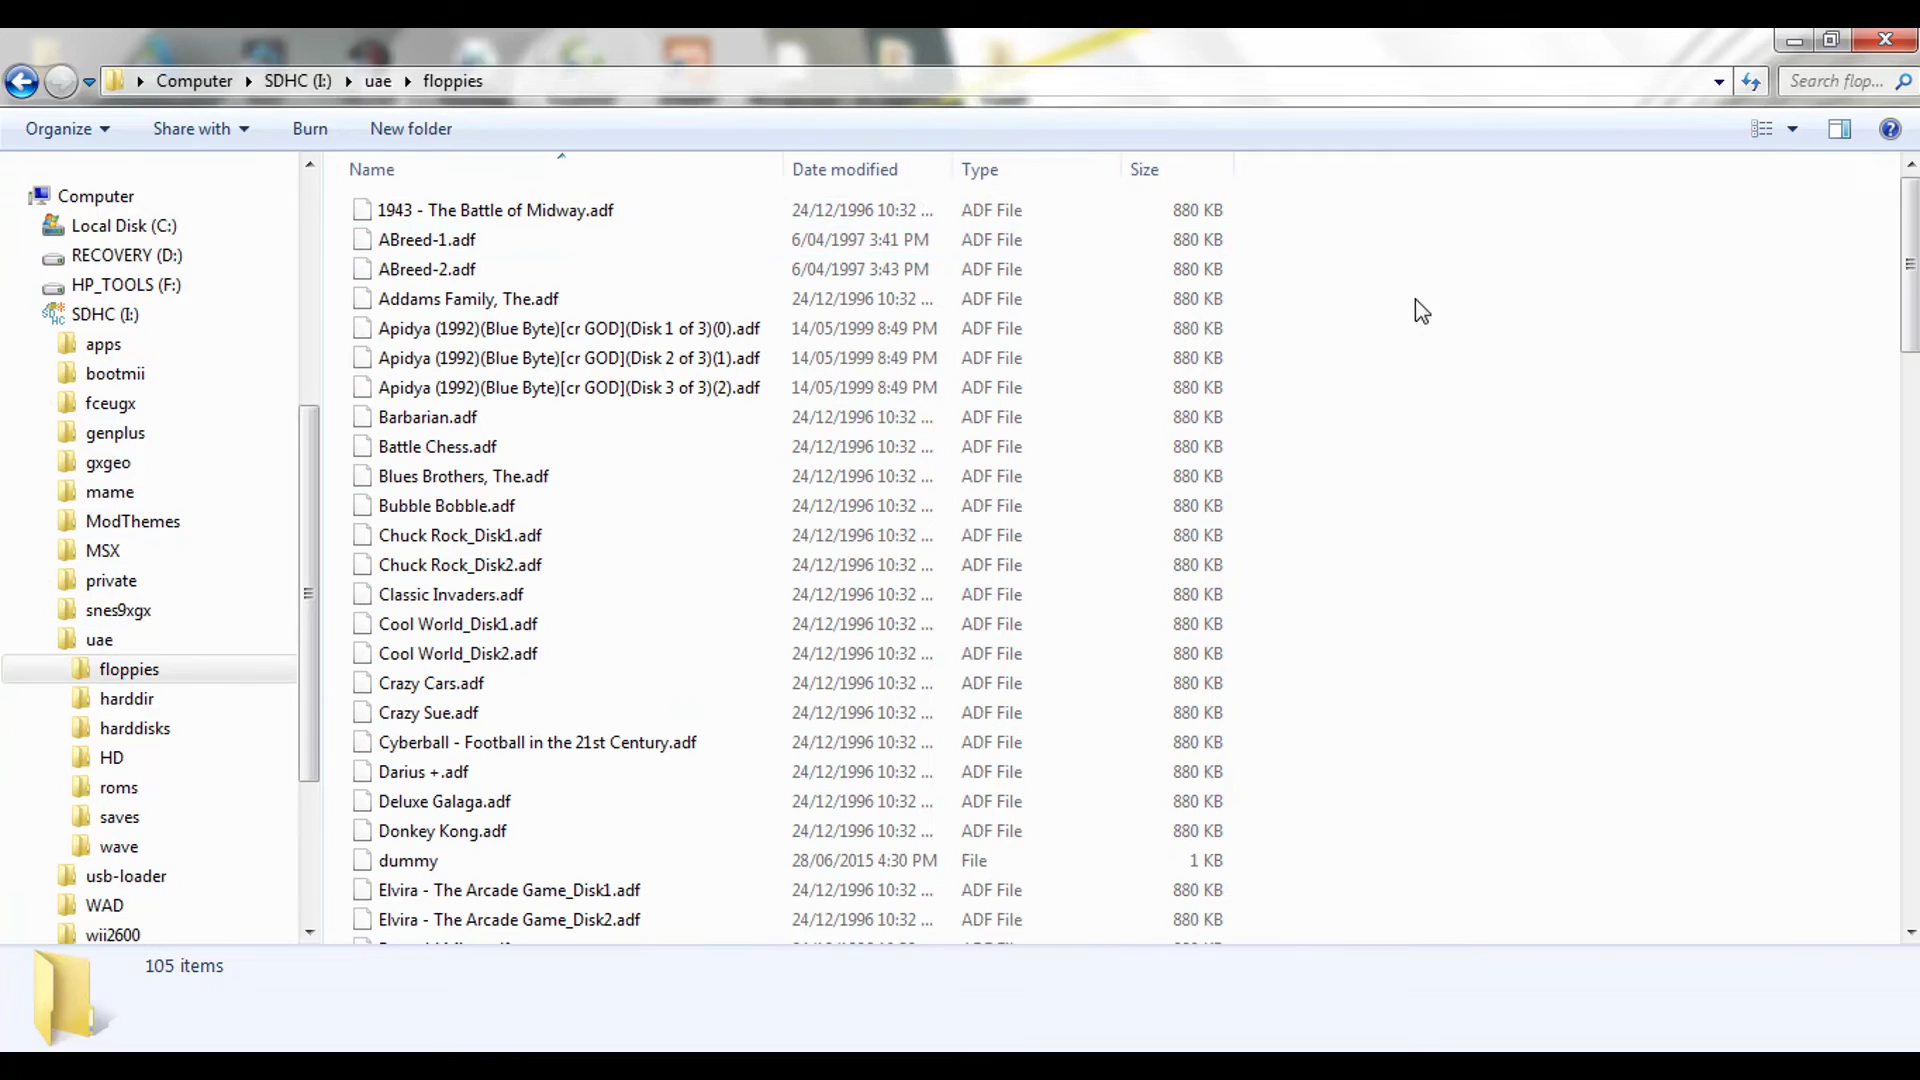 Computer SDHC (I:) uae floppies
Search flop...
Organize Share with Burn New folder
Name Date modified Type Size
Computer
Local Disk (C:)
RECOVERY (D:)
HP_TOOLS (F:)
SDHC (I:)
apps
bootmii
fceugx
genplus
gxgeo
mame
ModThemes
MSX
private
snes9xgx
uae
floppies
harddir
harddisks
HD
roms
saves
wave
usb-loader
WAD
wii2600
1943 - The Battle of Midway.adf 24/12/1996 10:32 ... ADF File 880 KB
ABreed-1.adf 6/04/1997 3:41 PM ADF File 880 KB
ABreed-2.adf 6/04/1997 3:43 PM ADF File 880 KB
Addams Family, The.adf 24/12/1996 10:32 ... ADF File 880 KB
Apidya (1992)(Blue Byte)[cr GOD](Disk 1 of 3)(0).adf 14/05/1999 8:49 PM ADF File 880 KB
Apidya (1992)(Blue Byte)[cr GOD](Disk 2 of 3)(1).adf 14/05/1999 8:49 PM ADF File 880 KB
Apidya (1992)(Blue Byte)[cr GOD](Disk 3 of 3)(2).adf 14/05/1999 8:49 PM ADF File 880 KB
Barbarian.adf 24/12/1996 10:32 ... ADF File 880 KB
Battle Chess.adf 24/12/1996 10:32 ... ADF File 880 KB
Blues Brothers, The.adf 24/12/1996 10:32 ... ADF File 880 KB
Bubble Bobble.adf 24/12/1996 10:32 ... ADF File 880 KB
Chuck Rock_Disk1.adf 24/12/1996 10:32 ... ADF File 880 KB
Chuck Rock_Disk2.adf 24/12/1996 10:32 ... ADF File 880 KB
Classic Invaders.adf 24/12/1996 10:32 ... ADF File 880 KB
Cool World_Disk1.adf 24/12/1996 10:32 ... ADF File 880 KB
Cool World_Disk2.adf 24/12/1996 10:32 ... ADF File 880 KB
Crazy Cars.adf 24/12/1996 10:32 ... ADF File 880 KB
Crazy Sue.adf 24/12/1996 10:32 ... ADF File 880 KB
Cyberball - Football in the 21st Century.adf 24/12/1996 10:32 ... ADF File 880 KB
Darius +.adf 24/12/1996 10:32 ... ADF File 880 KB
Deluxe Galaga.adf 24/12/1996 10:32 ... ADF File 880 KB
Donkey Kong.adf 24/12/1996 10:32 ... ADF File 880 KB
dummy 28/06/2015 4:30 PM File 1 KB
Elvira - The Arcade Game_Disk1.adf 24/12/1996 10:32 ... ADF File 880 KB
Elvira - The Arcade Game_Disk2.adf 24/12/1996 10:32 ... ADF File 880 KB
105 items